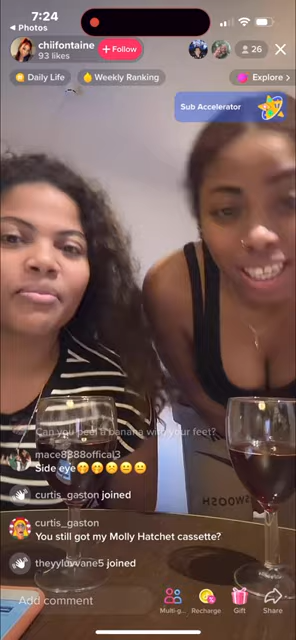 7:24
◀ Photos
chiifontaine
93 likes
+ Follow
26
Daily Life
Weekly Ranking
Explore >
Sub Accelerator
Can you peel a banana with your feet?
mace8888offical3
Side eye🤭🤭😕😐😐
curtis_gaston joined
curtis_gaston
You still got my Molly Hatchet cassette?
theyyluvvane5 joined
SWOOSH
Add comment
Multi-g...
Recharge
Gift
Share